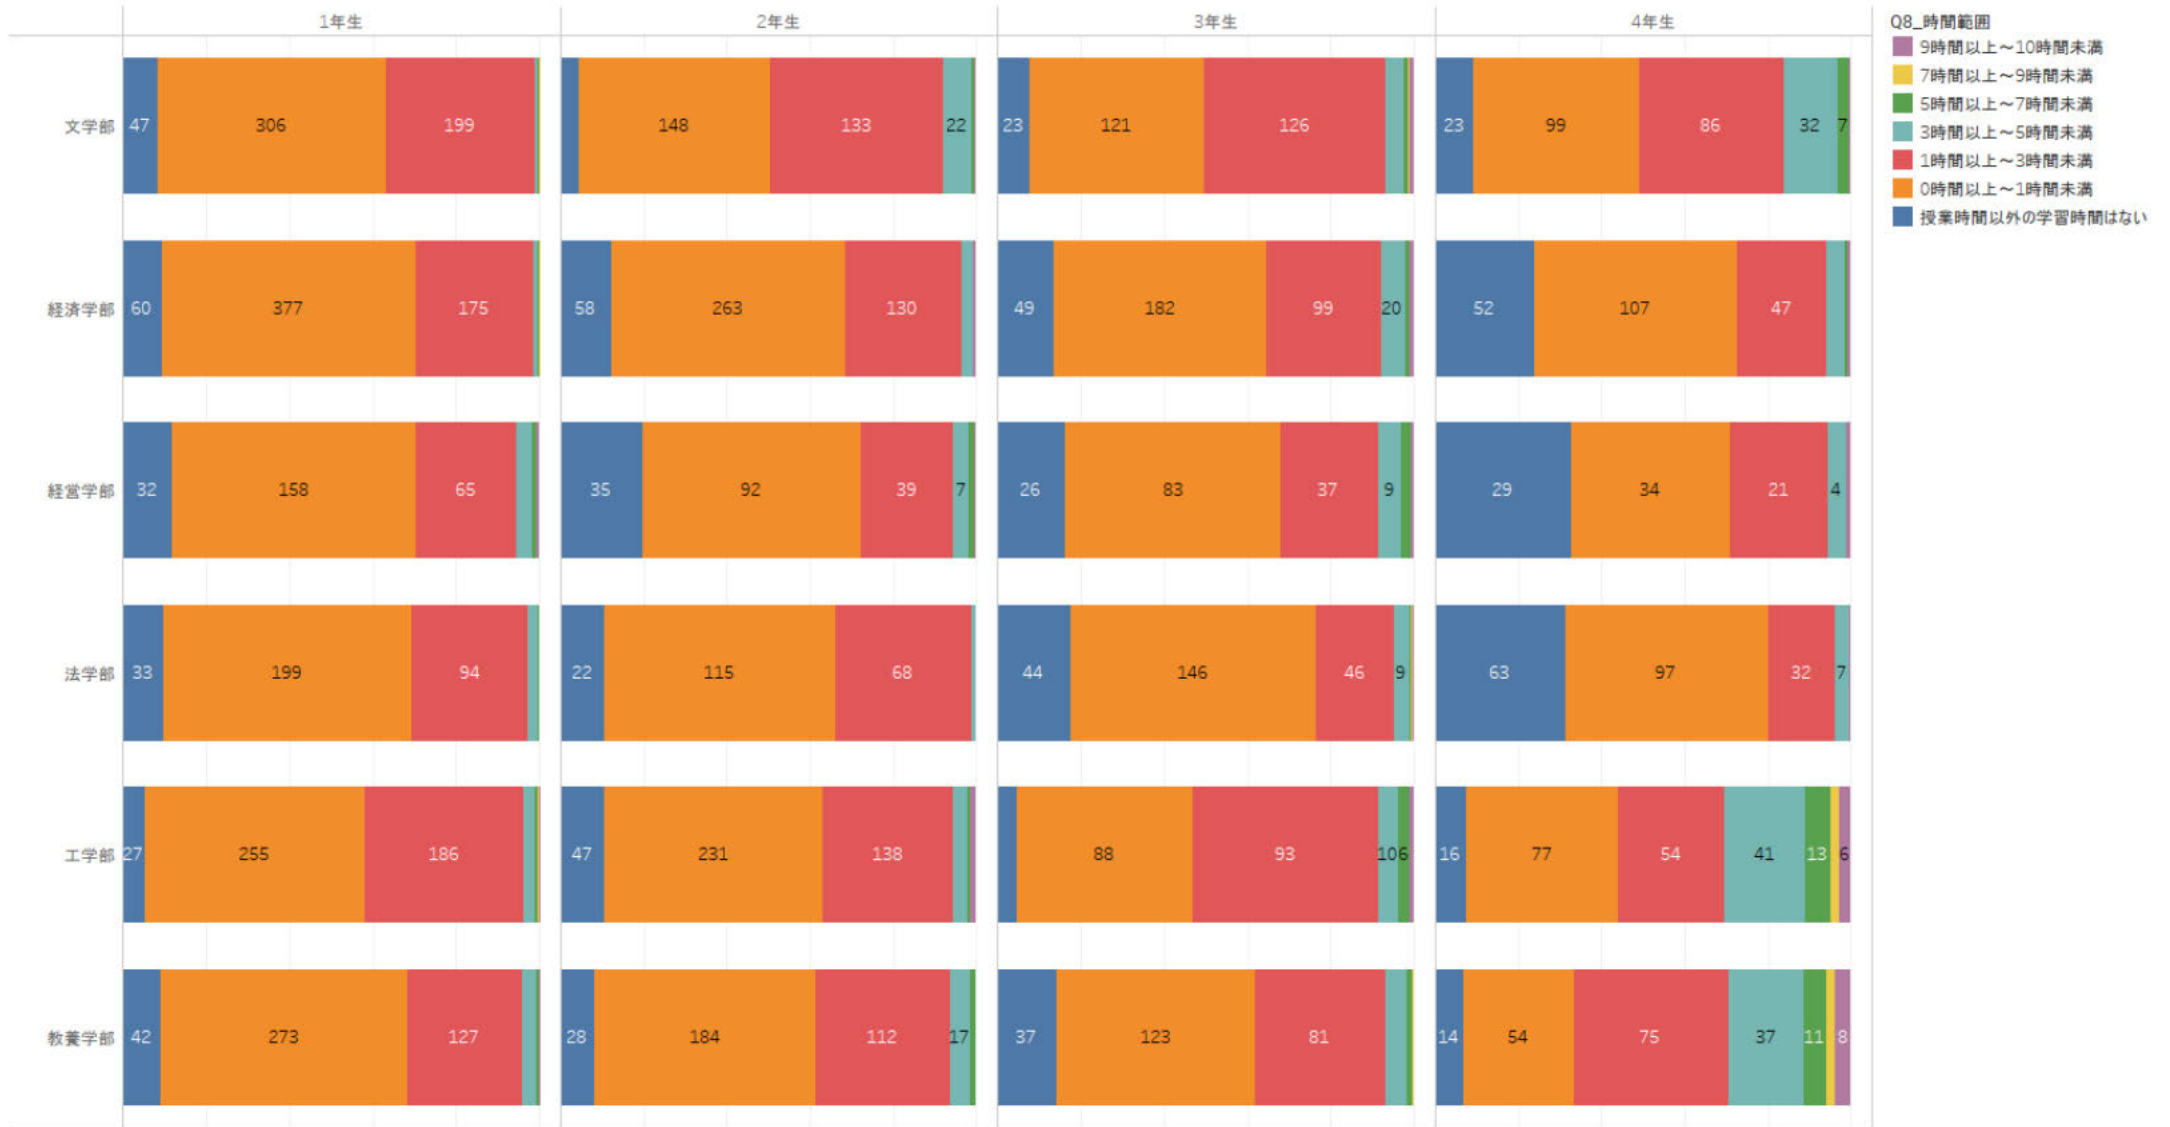 1年生 2年生 3年生 4年生
Q8_時間範囲
9時間以上～10時間未満
7時間以上～9時間未満
5時間以上～7時間未満
3時間以上～5時間未満
1時間以上～3時間未満
0時間以上～1時間未満
授業時間以外の学習時間はない
文学部 47 306 199 148 133 22 23 121 126 23 99 86 32 7
経済学部 60 377 175 58 263 130 49 182 99 20 52 107 47
経営学部 32 158 65 35 92 39 7 26 83 37 9 29 34 21 4
法学部 33 199 94 22 115 68 44 146 46 9 63 97 32 7
工学部 27 255 186 47 231 138 88 93 10 6 16 77 54 41 13 6
教養学部 42 273 127 28 184 112 17 37 123 81 14 54 75 37 11 8